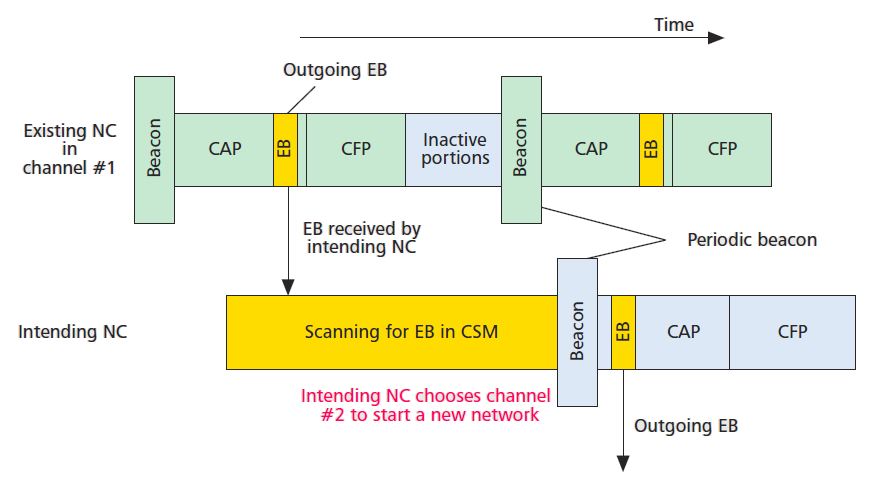 Time
Outgoing EB
Existing NC
in
channel #1
Beacon
CAP
EB
CFP
Inactive
portions
Beacon
CAP
EB
CFP
EB received by
intending NC
Periodic beacon
Intending NC
Scanning for EB in CSM
Beacon
EB
CAP
CFP
Intending NC chooses channel
#2 to start a new network
Outgoing EB